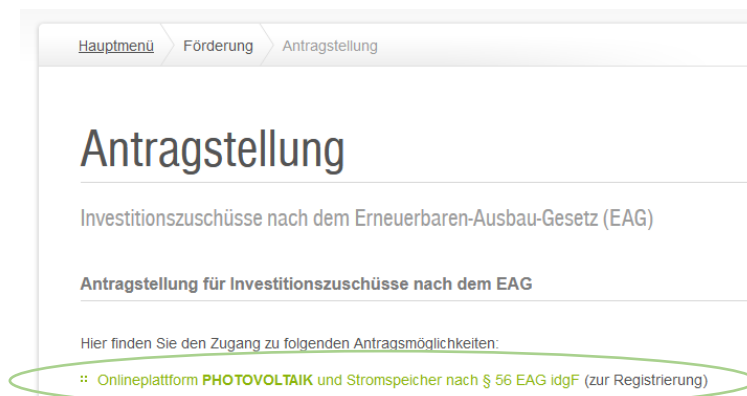 Hauptmenü Förderung Antragstellung
Antragstellung
Investitionszuschüsse nach dem Erneuerbaren-Ausbau-Gesetz (EAG)
Antragstellung für Investitionszuschüsse nach dem EAG
Hier finden Sie den Zugang zu folgenden Antragsmöglichkeiten:
Onlineplattform PHOTOVOLTAIK und Stromspeicher nach § 56 EAG idgF (zur Registrierung)